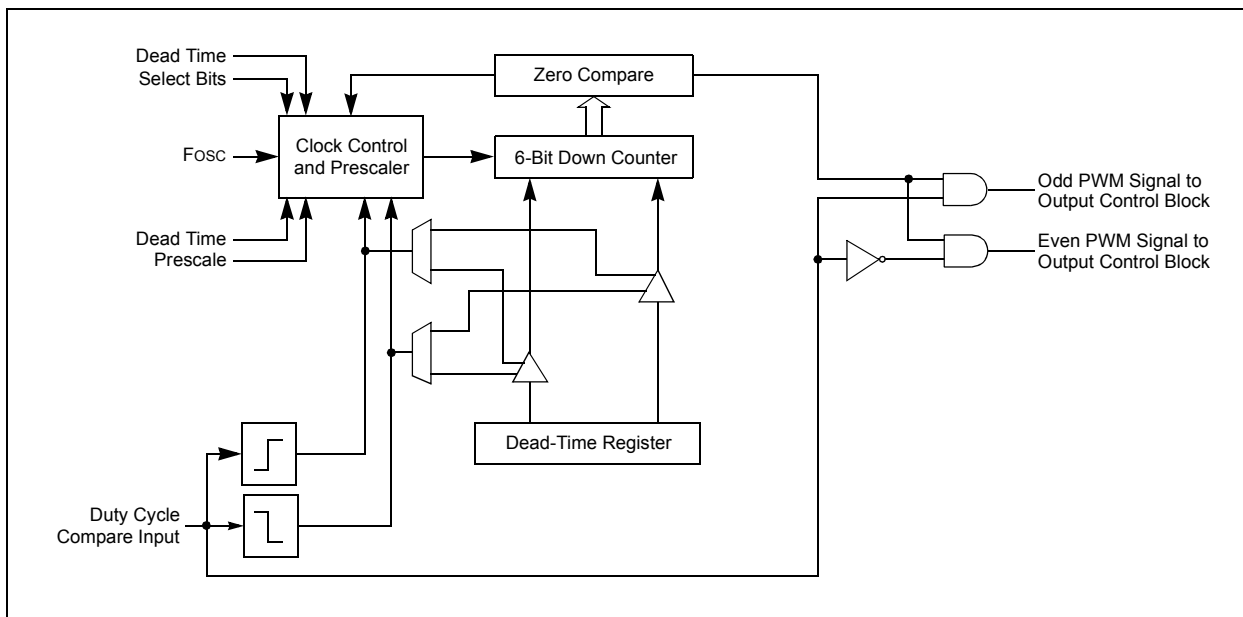 Dead Time
Select Bits
Zero Compare
Clock Control
and Prescaler
6-Bit Down Counter
FOSC
Odd PWM Signal to
Output Control Block
Dead Time
Prescale
Even PWM Signal to
Output Control Block
Dead-Time Register
Duty Cycle
Compare Input